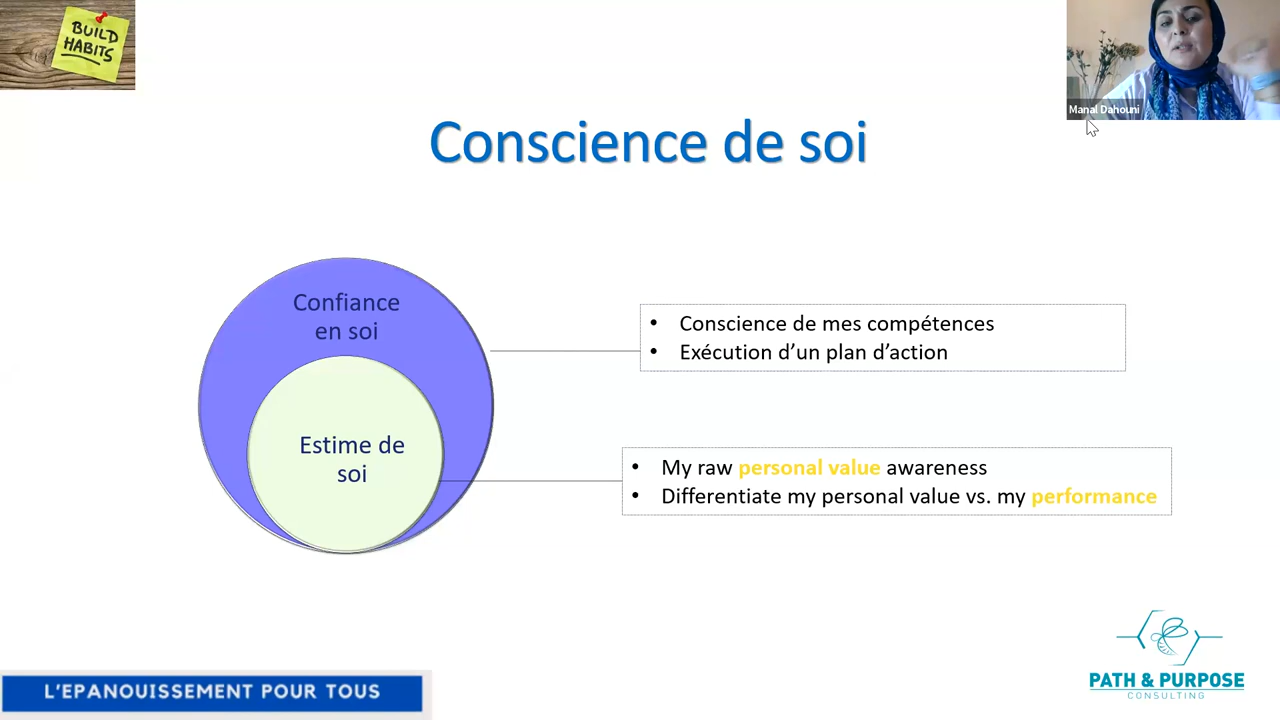 BUILD
HABITS
Manal Dahouni
Conscience de soi
Confiance
en soi
• Conscience de mes compétences
• Exécution d’un plan d’action
Estime de
soi
• My raw personal value awareness
• Differentiate my personal value vs. my performance
L'EPANOUISSEMENT POUR TOUS
PATH & PURPOSE
CONSULTING